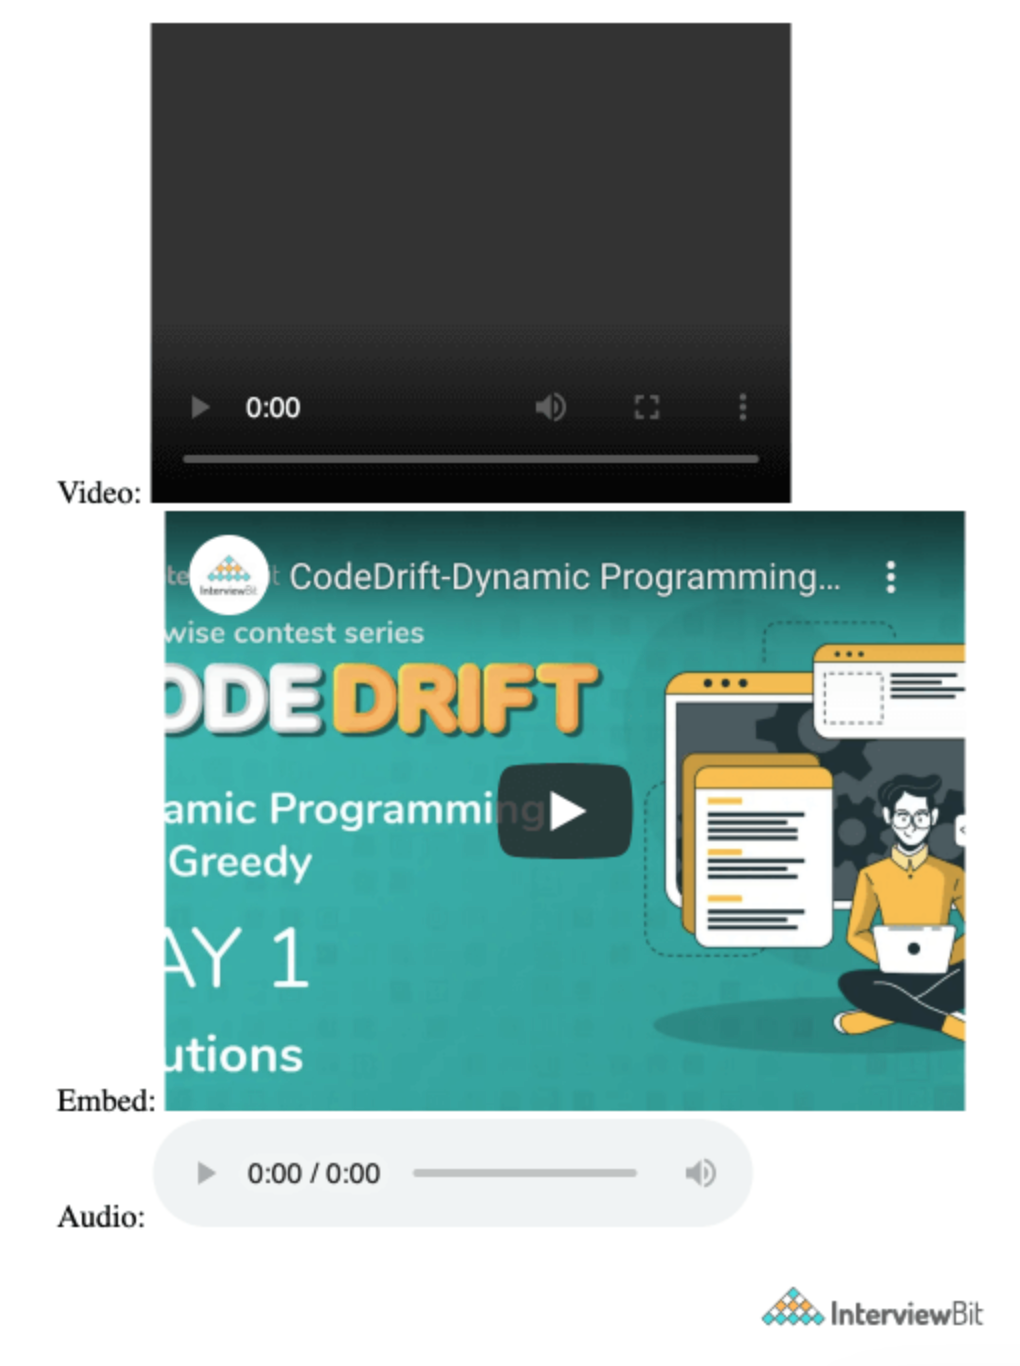 0:00
Video:
InterviewBit
CodeDrift-Dynamic Programming...
wise contest series
ODE DRIFT
amic Programming
Greedy
AY 1
utions
Embed:
0:00 / 0:00
Audio:
InterviewBit